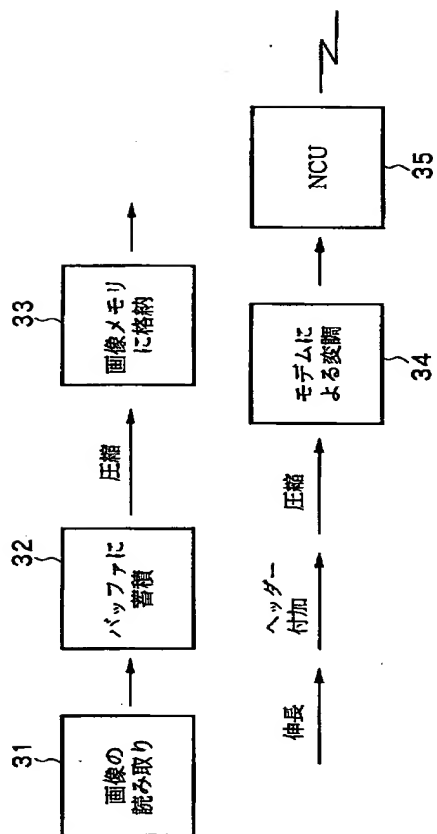 31
画像の
読み取り
32
バッファに
蓄積
圧縮
33
画像メモリ
に格納
伸長
ヘッダー
付加
圧縮
モデムに
よる変調
34
NCU
35